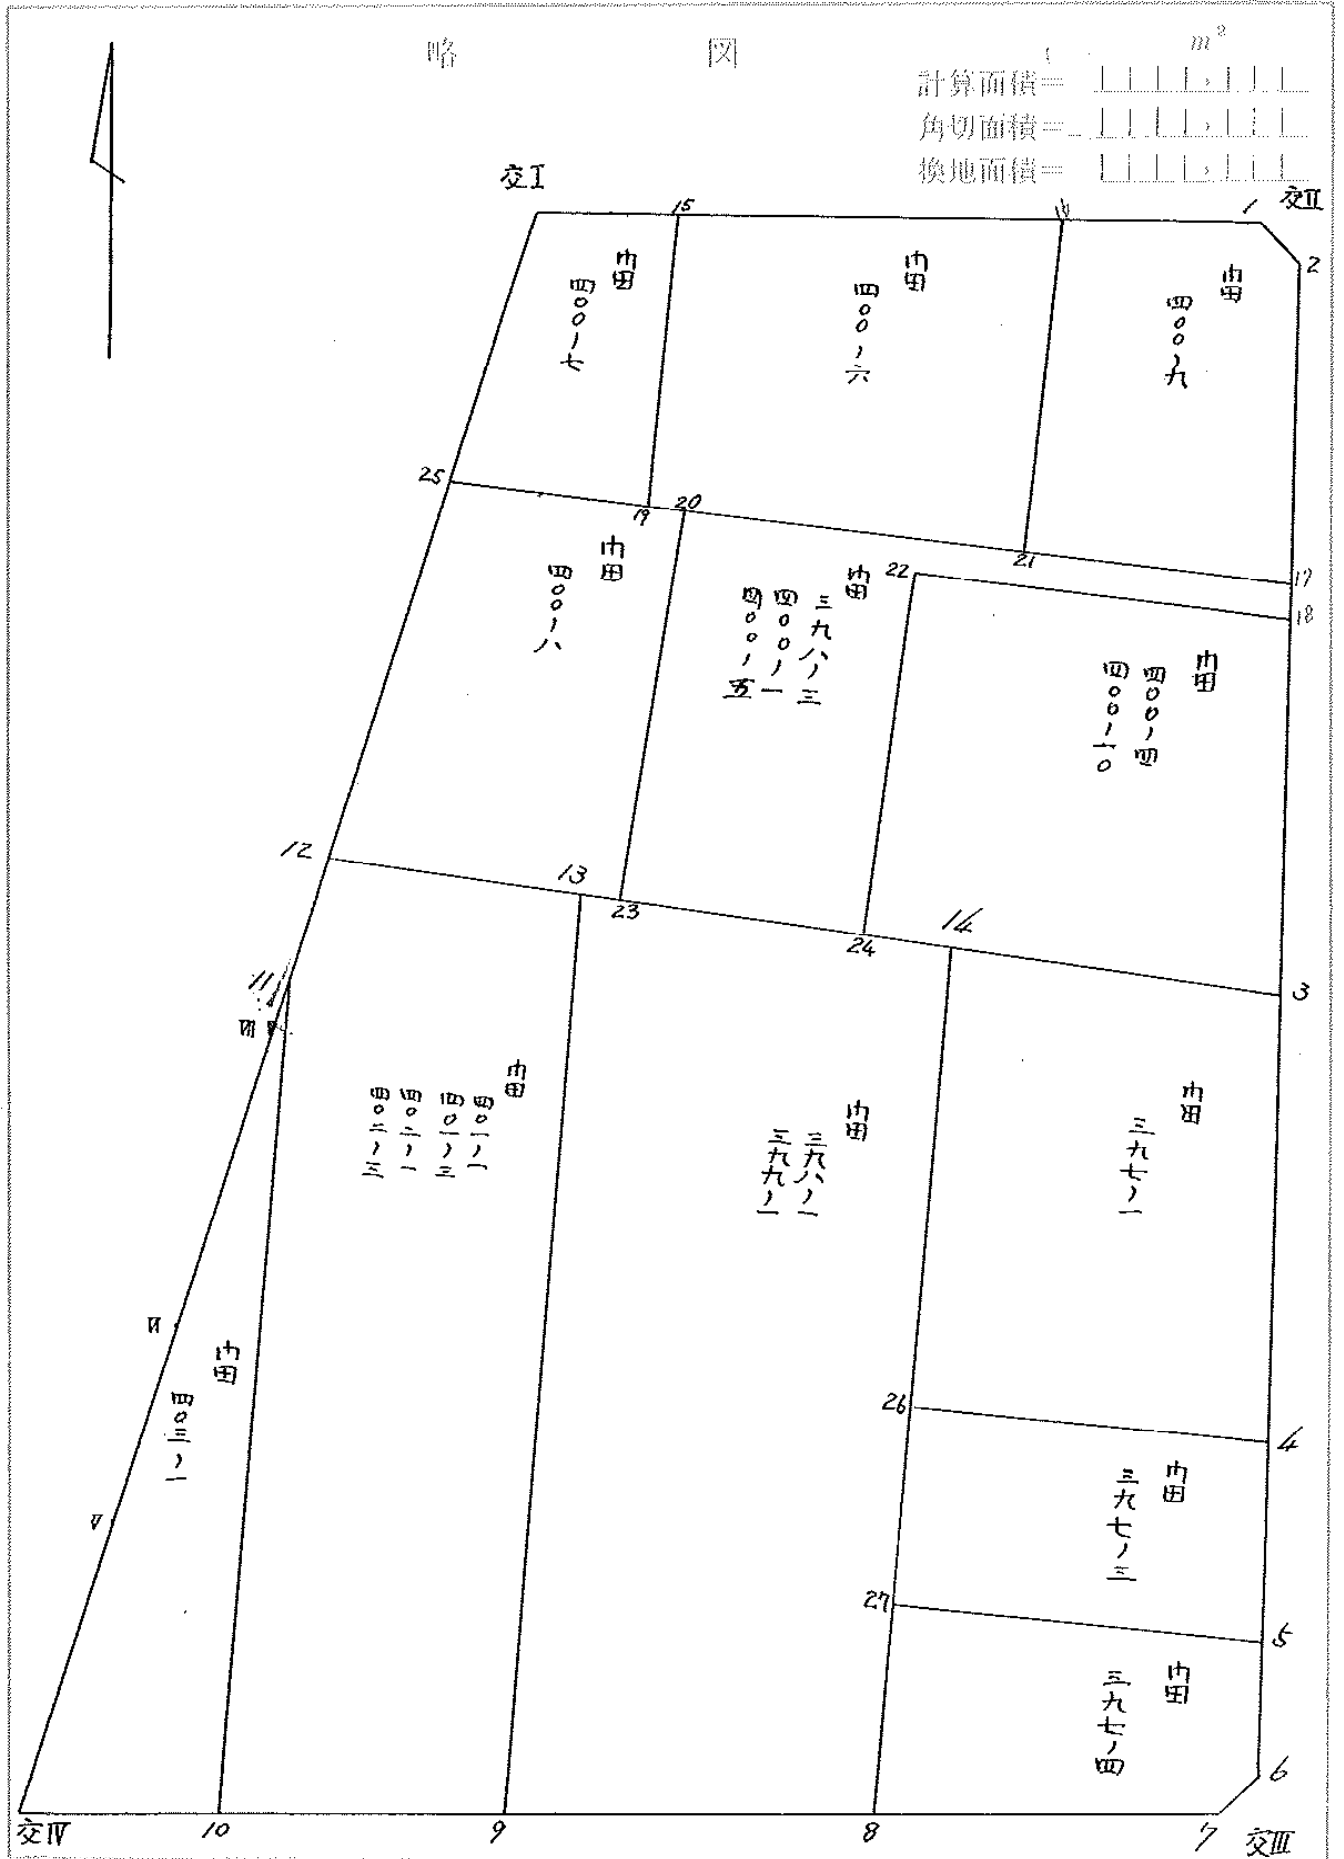 略 図
m²
計算面積=
角切面積=
換地面積=
交I
15
1
交II
2
内田
四〇〇ノ七
内田
四〇〇ノ六
内田
四〇〇ノ九
25
19
20
21
17
18
22
内田
四〇〇ノ八
内田
三九八ノ三
四〇〇ノ一
四〇〇ノ五
内田
四〇〇ノ四
四〇〇ノ一〇
12
13
23
24
14
3
11
VII
内田
四〇一ノ一
四〇一ノ三
四〇二ノ一
四〇二ノ三
内田
三九八ノ一
三九九ノ一
内田
三九七ノ一
VI
内田
四〇三ノ一
26
4
V
内田
三九七ノ三
27
5
内田
三九七ノ四
6
交IV
10
9
8
7
交III